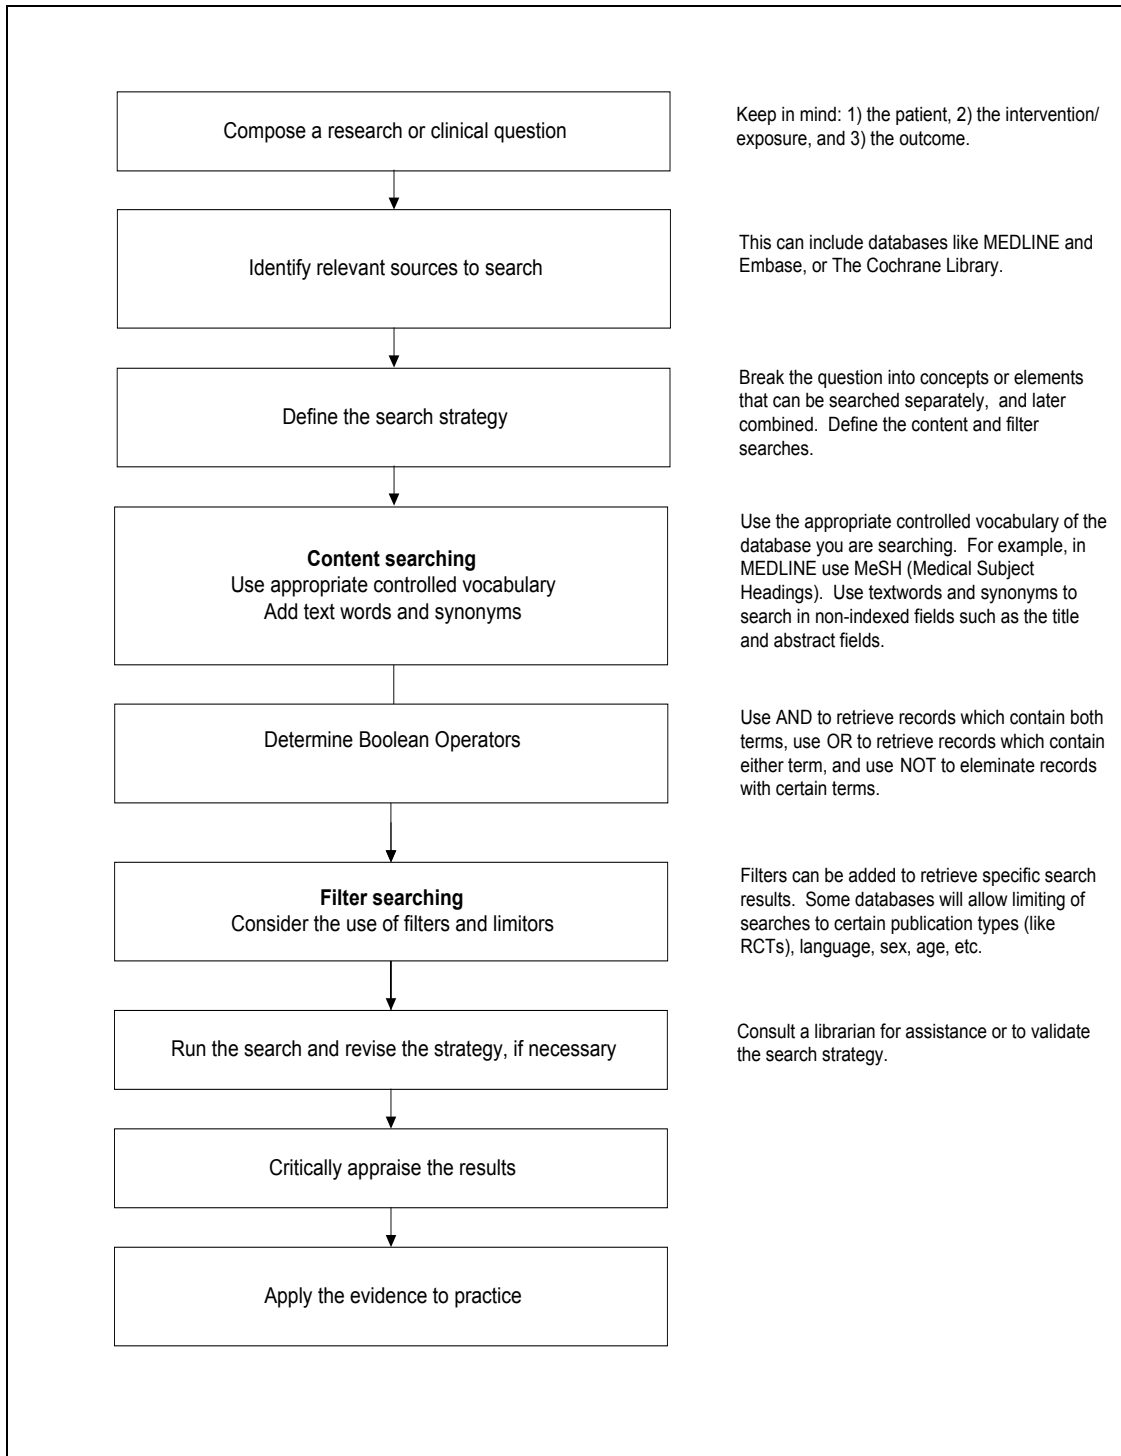 Compose a research or clinical question
Keep in mind: 1) the patient, 2) the intervention/
exposure, and 3) the outcome.
Identify relevant sources to search
This can include databases like MEDLINE and
Embase, or The Cochrane Library.
Define the search strategy
Break the question into concepts or elements
that can be searched separately, and later
combined. Define the content and filter
searches.
Content searching
Use appropriate controlled vocabulary
Add text words and synonyms
Use the appropriate controlled vocabulary of the
database you are searching. For example, in
MEDLINE use MeSH (Medical Subject
Headings). Use textwords and synonyms to
search in non-indexed fields such as the title
and abstract fields.
Determine Boolean Operators
Use AND to retrieve records which contain both
terms, use OR to retrieve records which contain
either term, and use NOT to eleminate records
with certain terms.
Filter searching
Consider the use of filters and limitors
Filters can be added to retrieve specific search
results. Some databases will allow limiting of
searches to certain publication types (like
RCTs), language, sex, age, etc.
Run the search and revise the strategy, if necessary
Consult a librarian for assistance or to validate
the search strategy.
Critically appraise the results
Apply the evidence to practice